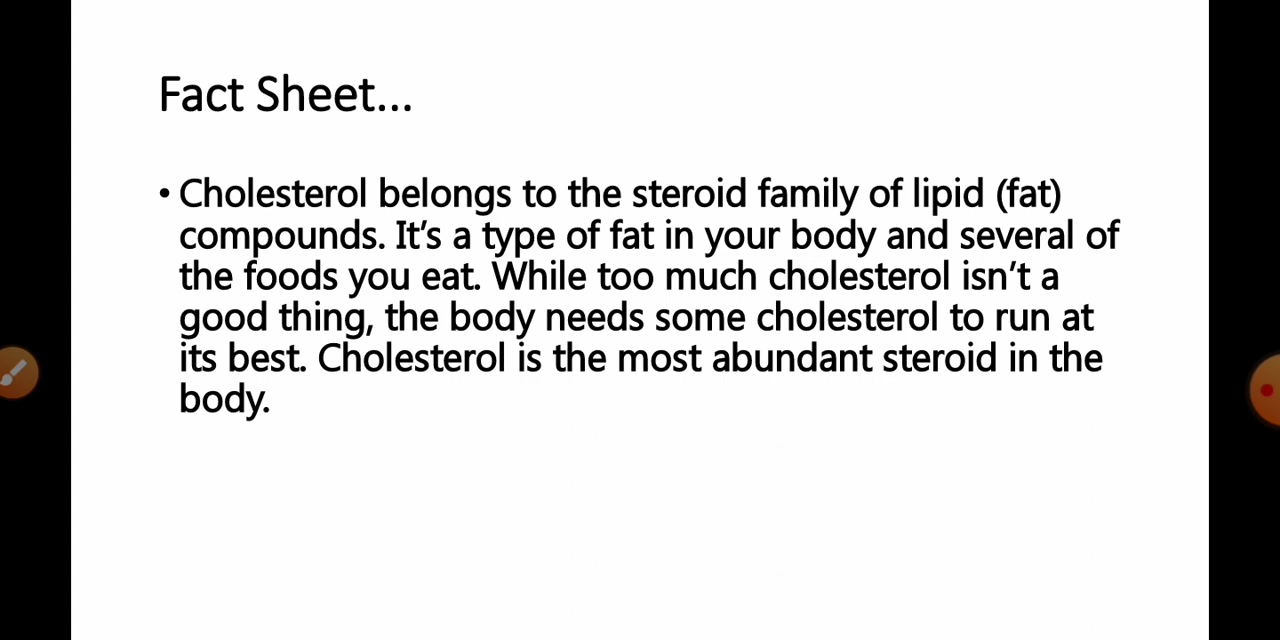 Fact Sheet...
• Cholesterol belongs to the steroid family of lipid (fat)
compounds. It’s a type of fat in your body and several of
the foods you eat. While too much cholesterol isn’t a
good thing, the body needs some cholesterol to run at
its best. Cholesterol is the most abundant steroid in the
body.